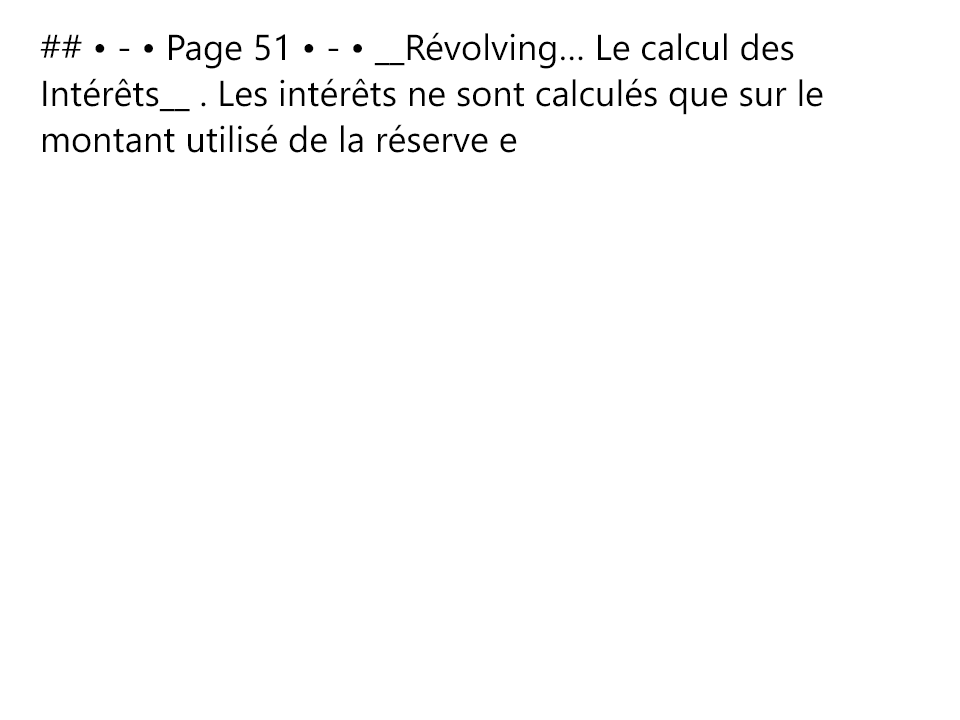 ## • - • Page 51 • - • __Révolving... Le calcul des
Intérêts__ . Les intérêts ne sont calculés que sur le
montant utilisé de la réserve e